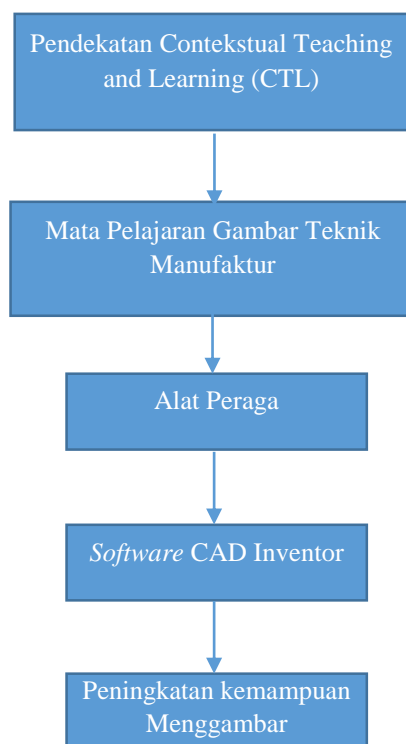 Pendekatan Contekstual Teaching
and Learning (CTL)
Mata Pelajaran Gambar Teknik
Manufaktur
Alat Peraga
Software CAD Inventor
Peningkatan kemampuan
Menggambar